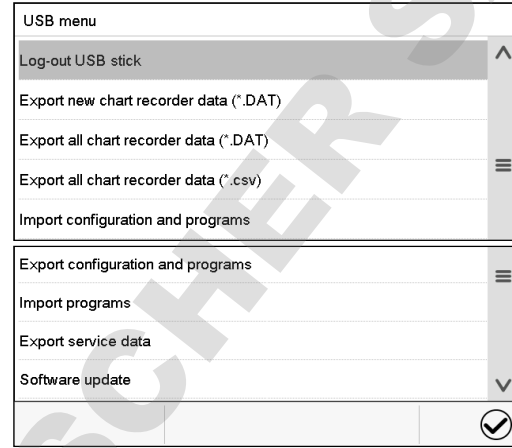 USB menu
Log-out USB stick
Export new chart recorder data (*.DAT)
Export all chart recorder data (*.DAT)
Export all chart recorder data (*.csv)
Import configuration and programs
Export configuration and programs
Import programs
Export service data
Software update
SCHER S